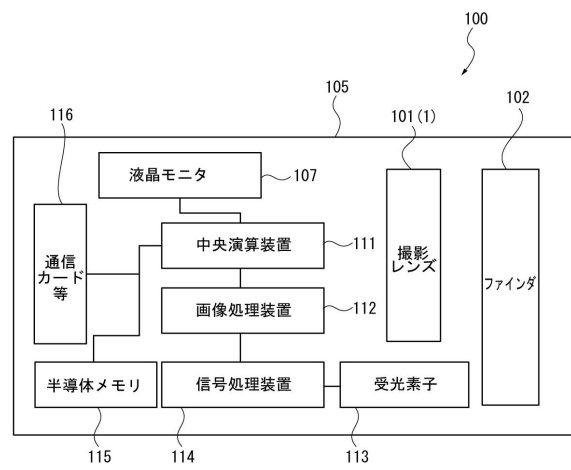 100
105
116
101(1)
102
液晶モニタ
107
通信
カード
等
中央演算装置
111
撮影
レンズ
ファインダ
画像処理装置
112
半導体メモリ
信号処理装置
受光素子
115
114
113